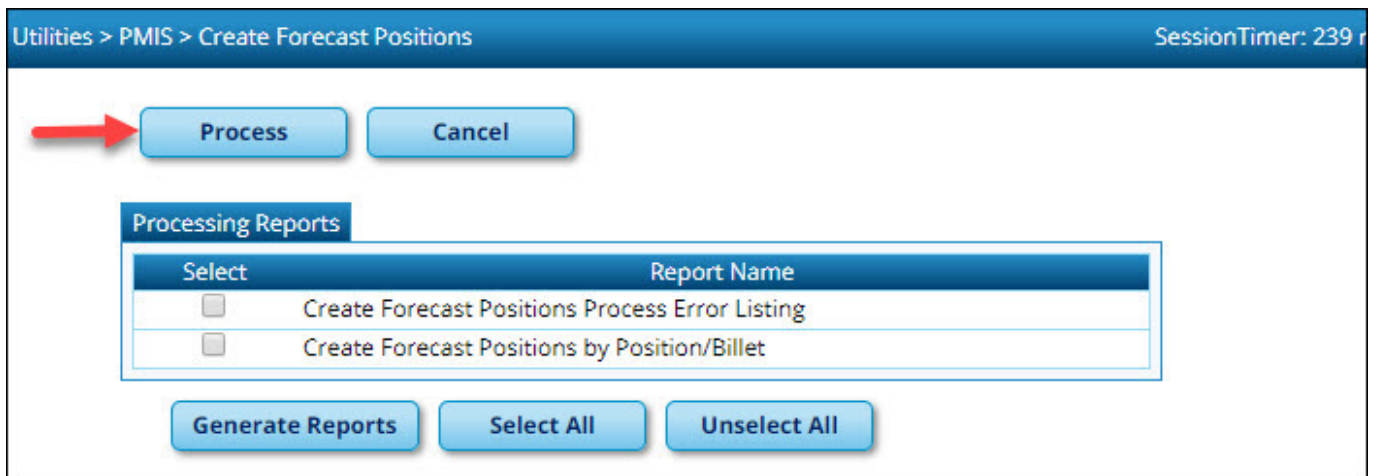 Utilities > PMIS > Create Forecast Positions SessionTimer: 239
Process Cancel
Processing Reports
Select Report Name
Create Forecast Positions Process Error Listing
Create Forecast Positions by Position/Billet
Generate Reports Select All Unselect All